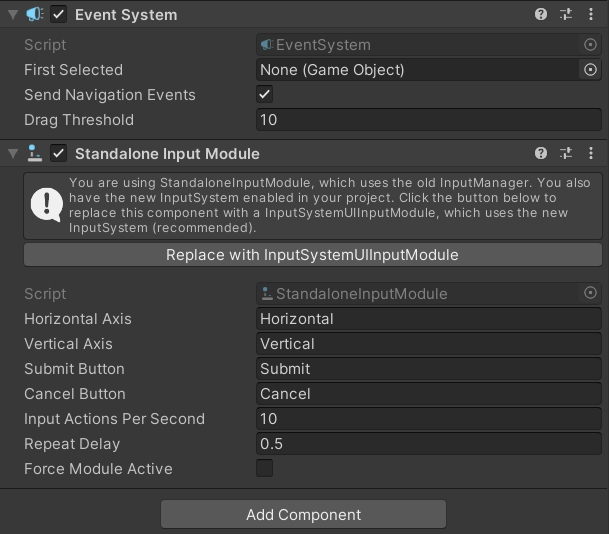 Event System
Script EventSystem
First Selected None (Game Object)
Send Navigation Events
Drag Threshold 10
Standalone Input Module
You are using StandaloneInputModule, which uses the old InputManager. You also
have the new InputSystem enabled in your project. Click the button below to
replace this component with a InputSystemUIInputModule, which uses the new
InputSystem (recommended).
Replace with InputSystemUIInputModule
Script StandaloneInputModule
Horizontal Axis Horizontal
Vertical Axis Vertical
Submit Button Submit
Cancel Button Cancel
Input Actions Per Second 10
Repeat Delay 0.5
Force Module Active
Add Component